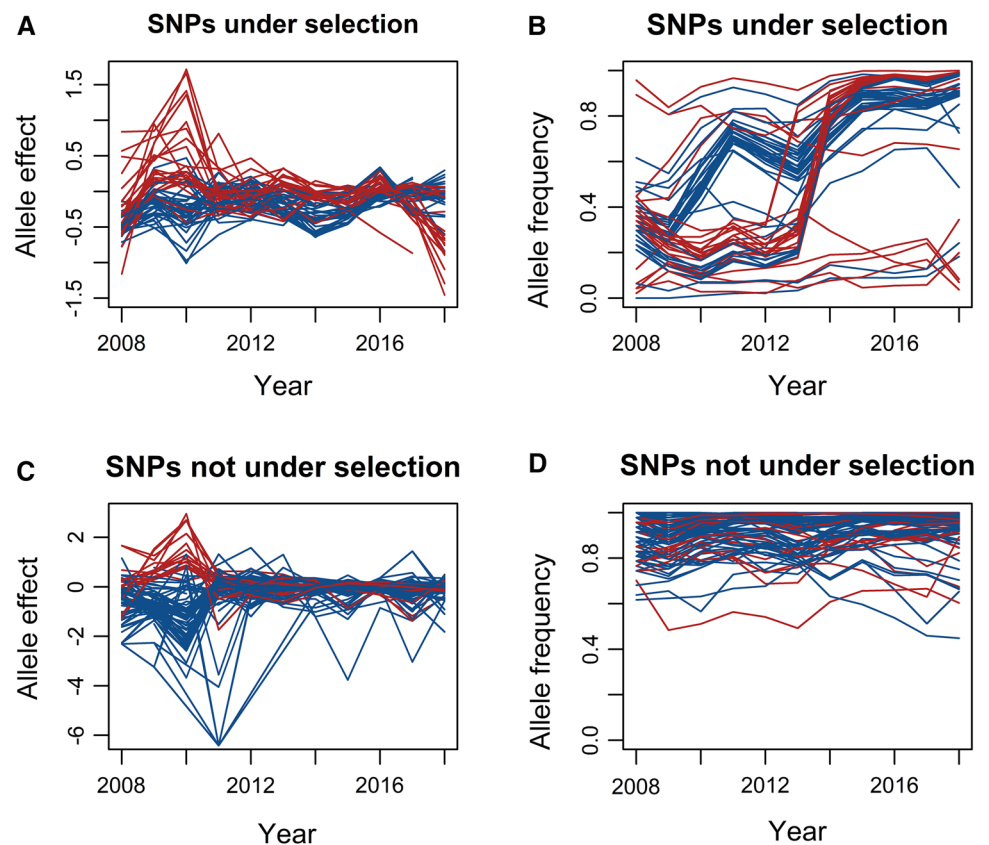 A
SNPs under selection
Allele effect
1.5
0.5
-0.5
-1.5
2008
2012
2016
Year
B
SNPs under selection
Allele frequency
0.8
0.4
0.0
2008
2012
2016
Year
C
SNPs not under selection
Allele effect
2
0
-2
-4
-6
2008
2012
2016
Year
D
SNPs not under selection
Allele frequency
0.8
0.4
0.0
2008
2012
2016
Year